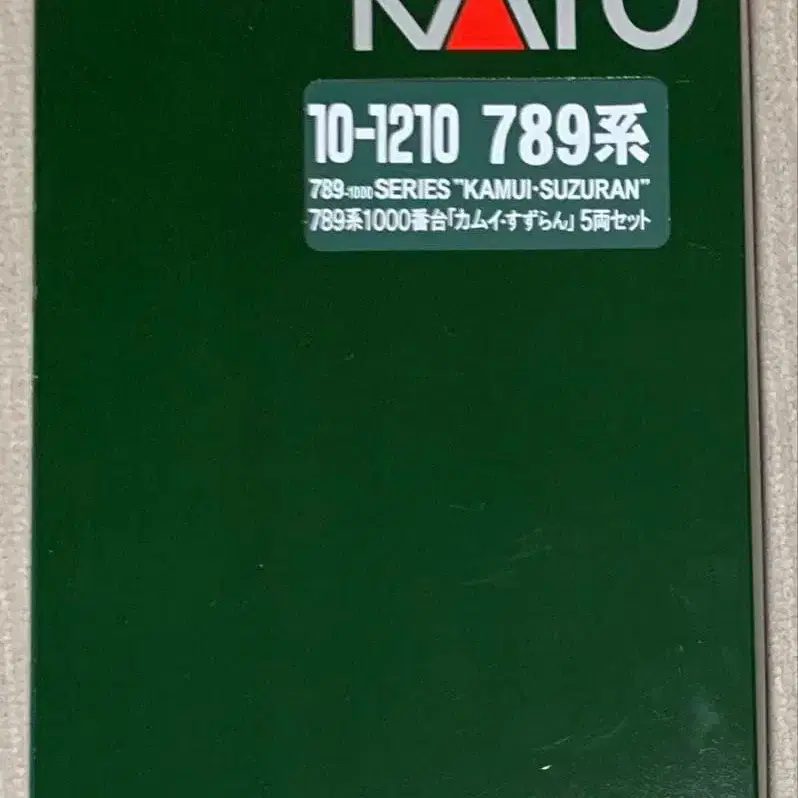 KATO
10-1210 789系
789-1000 SERIES "KAMUI・SUZURAN"
789系1000番台「カムイ・すずらん」5両セット